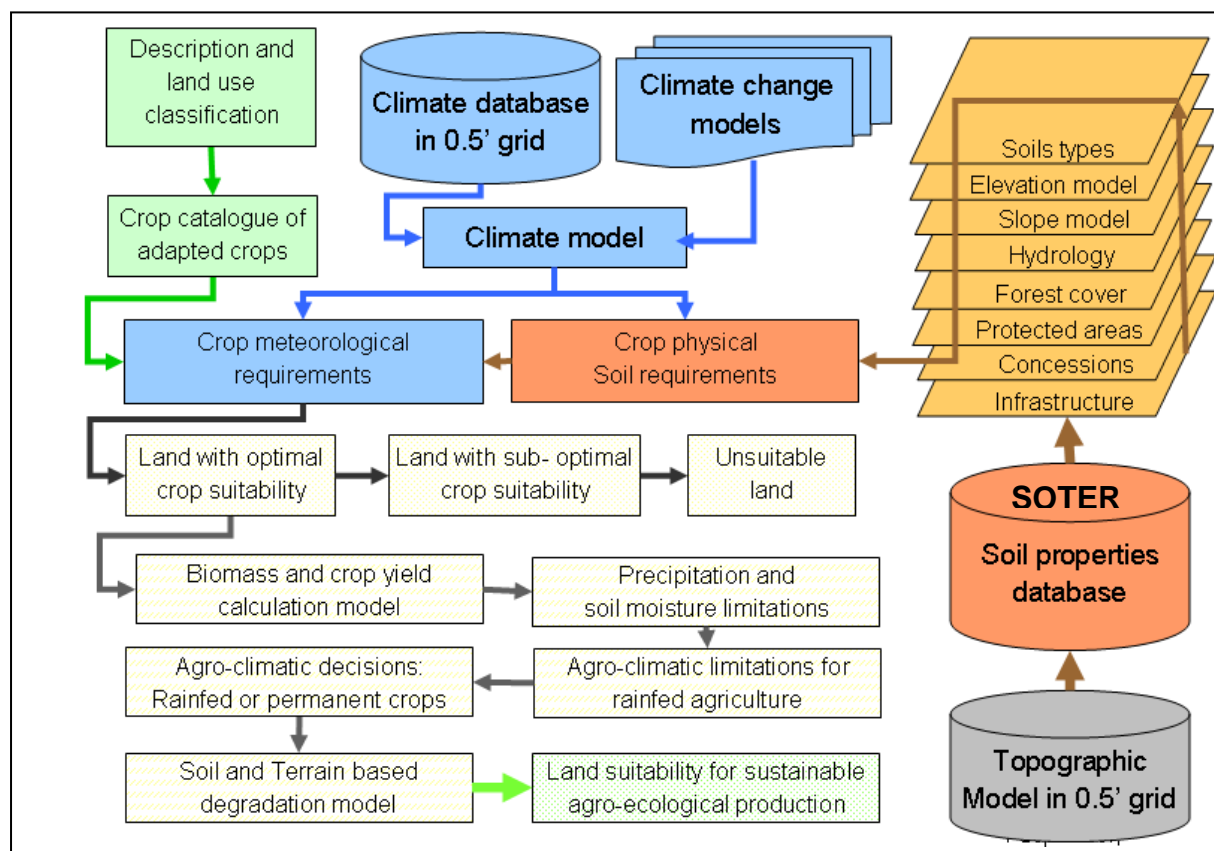 Description and
land use
classification
Climate database
in 0.5' grid
Climate change
models
Crop catalogue of
adapted crops
Climate model
Soils types
Elevation model
Slope model
Hydrology
Forest cover
Protected areas
Concessions
Infrastructure
Crop meteorological
requirements
Crop physical
Soil requirements
Land with optimal
crop suitability
Land with sub- optimal
crop suitability
Unsuitable
land
SOTER
Soil properties
database
Biomass and crop yield
calculation model
Precipitation and
soil moisture limitations
Agro-climatic decisions:
Rainfed or permanent crops
Agro-climatic limitations for
rainfed agriculture
Soil and Terrain based
degradation model
Land suitability for sustainable
agro-ecological production
Topographic
Model in 0.5' grid